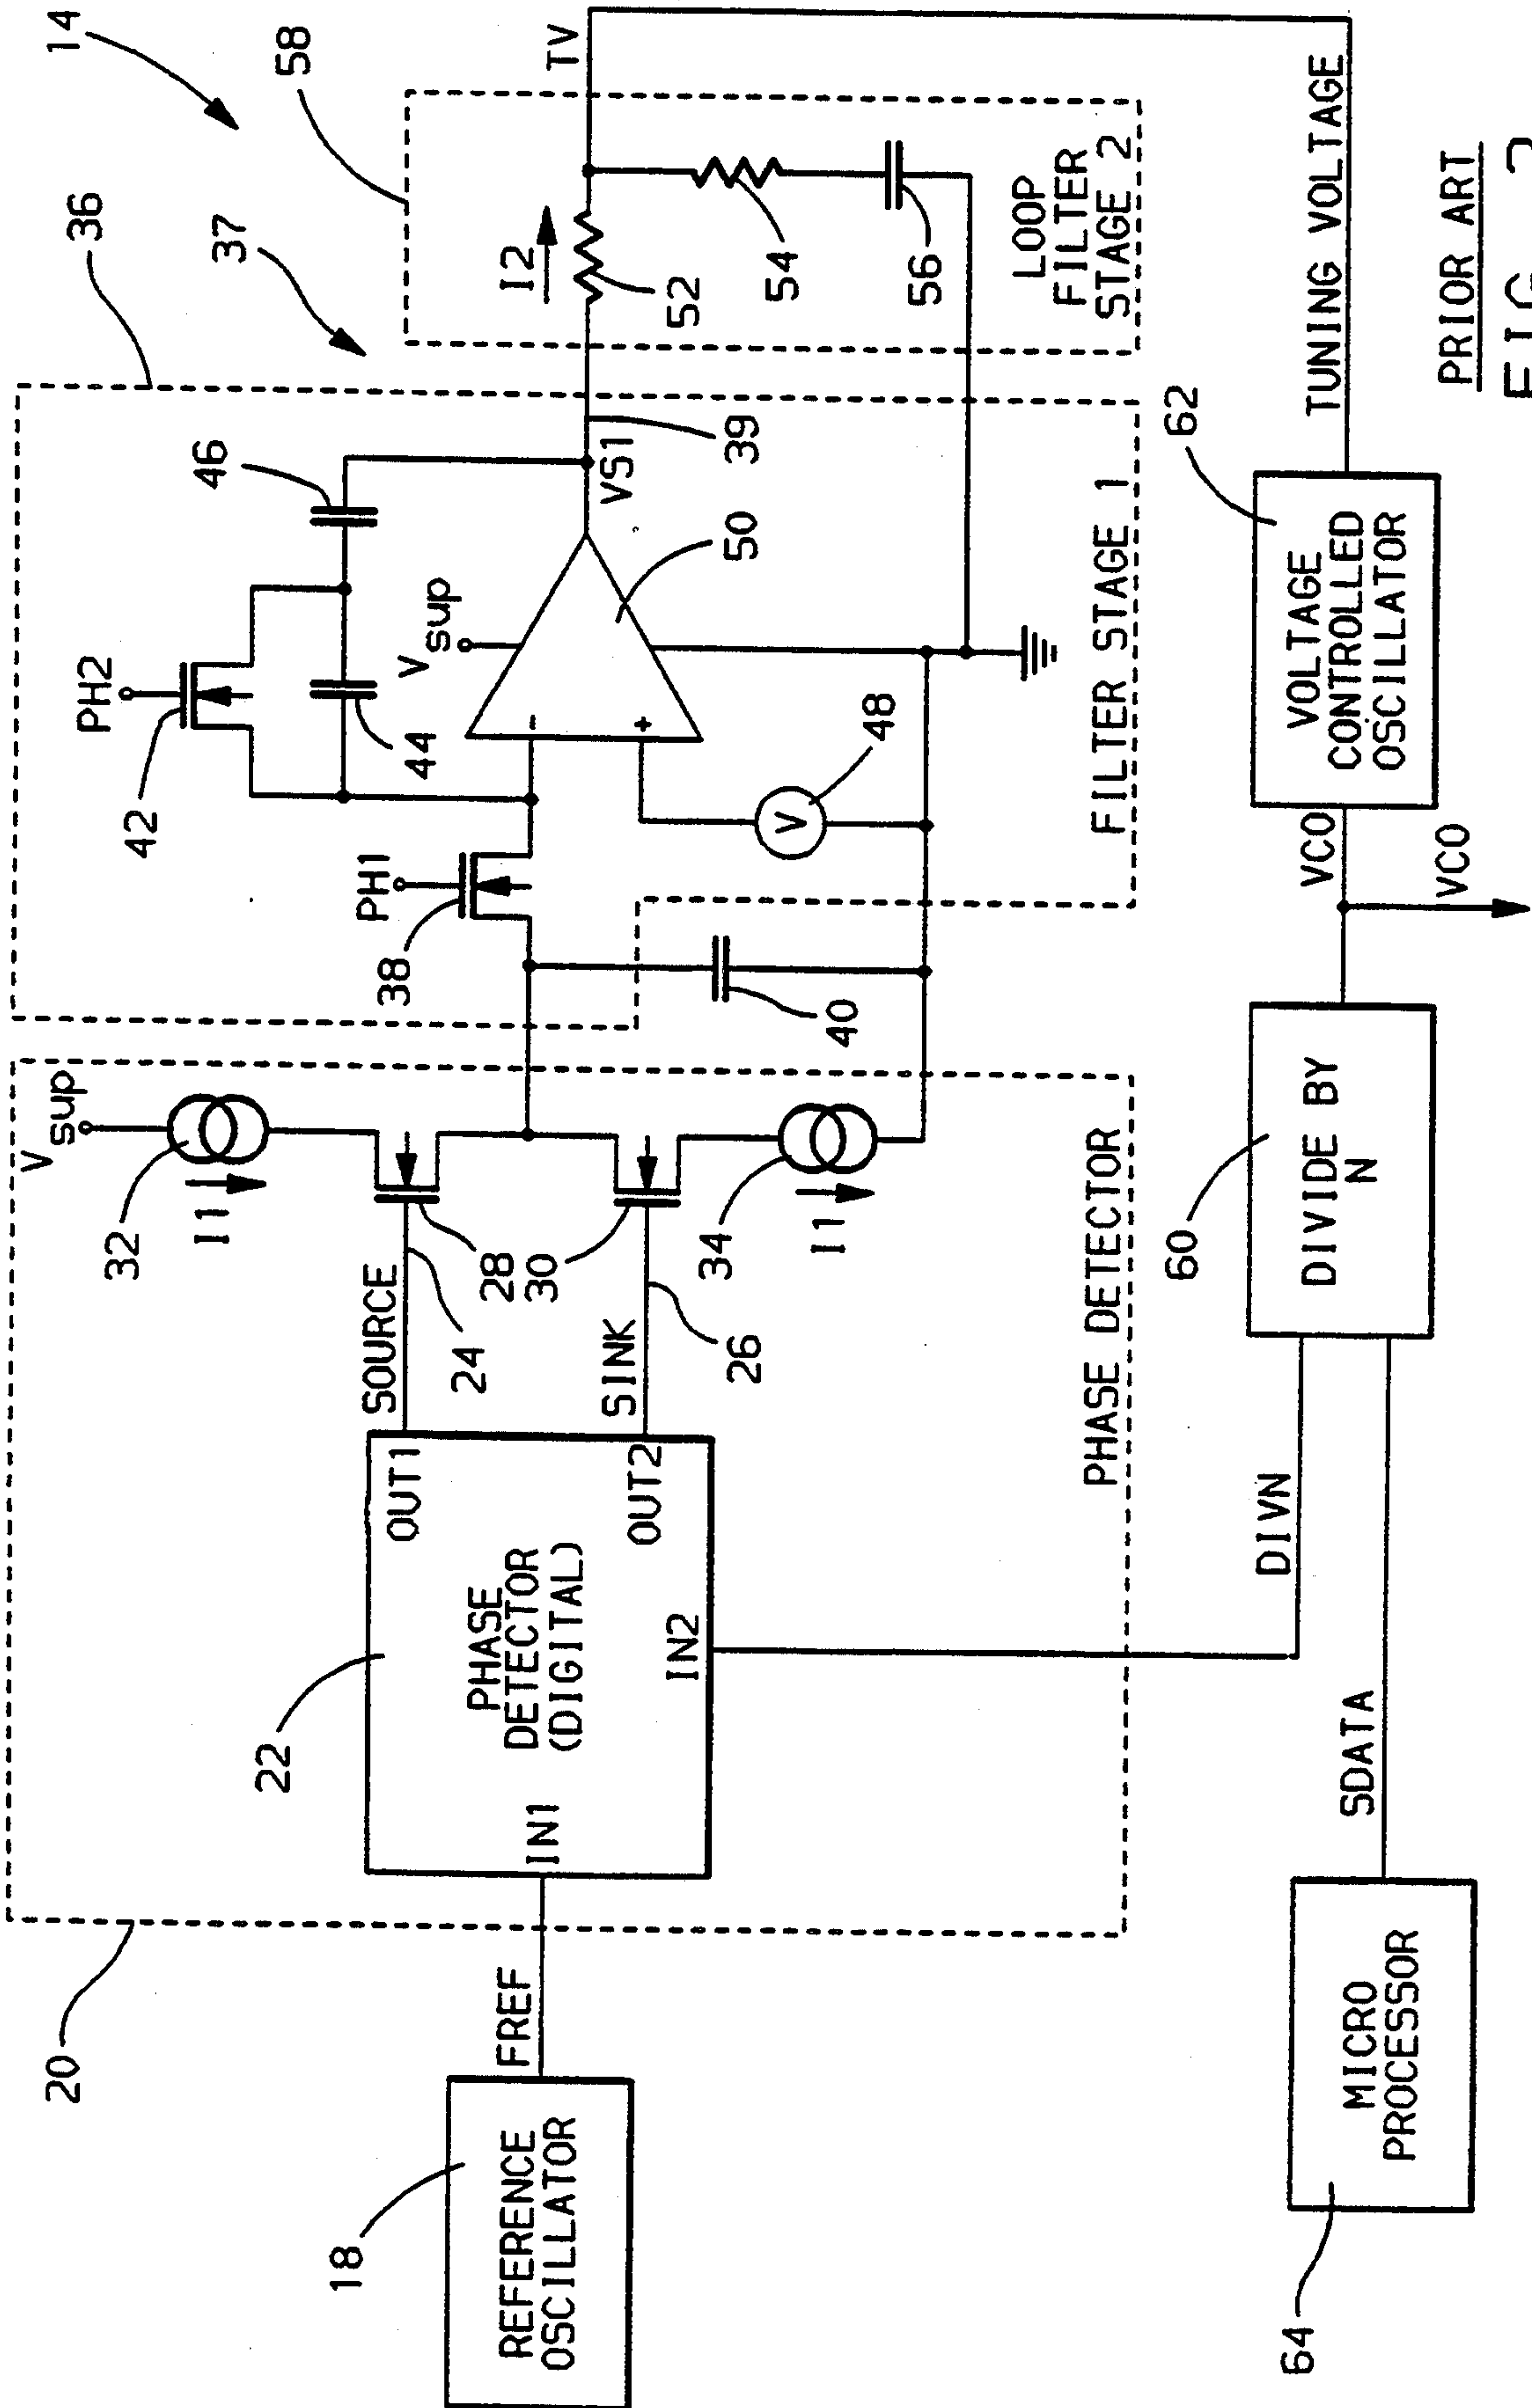 14
37
36
58
20
PH2
42
46
44
V
sup
PH1
38
-
+
50
VS1
39
48
V
I2
52
TV
54
56
LOOP
FILTER
STAGE 2
FILTER STAGE 1
40
V
sup
32
I1
SOURCE
24
28
30
SINK
26
34
I1
OUT1
OUT2
22
PHASE
DETECTOR
(DIGITAL)
IN1
IN2
PHASE DETECTOR
FREF
18
REFERENCE
OSCILLATOR
DIVN
SDATA
60
DIVIDE BY
N
VCO
VCO
62
VOLTAGE
CONTROLLED
OSCILLATOR
TUNING VOLTAGE
64
MICRO
PROCESSOR
PRIOR ART